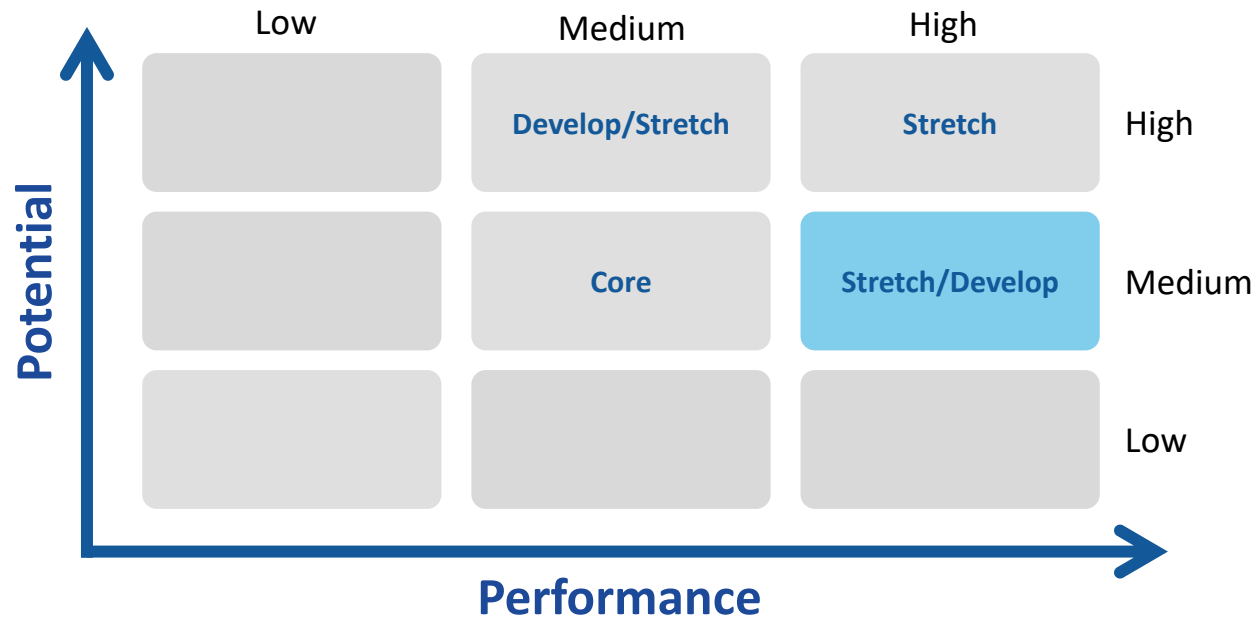 Low
Medium
High
Develop/Stretch
Stretch
High
Potential
Core
Stretch/Develop
Medium
Low
Performance